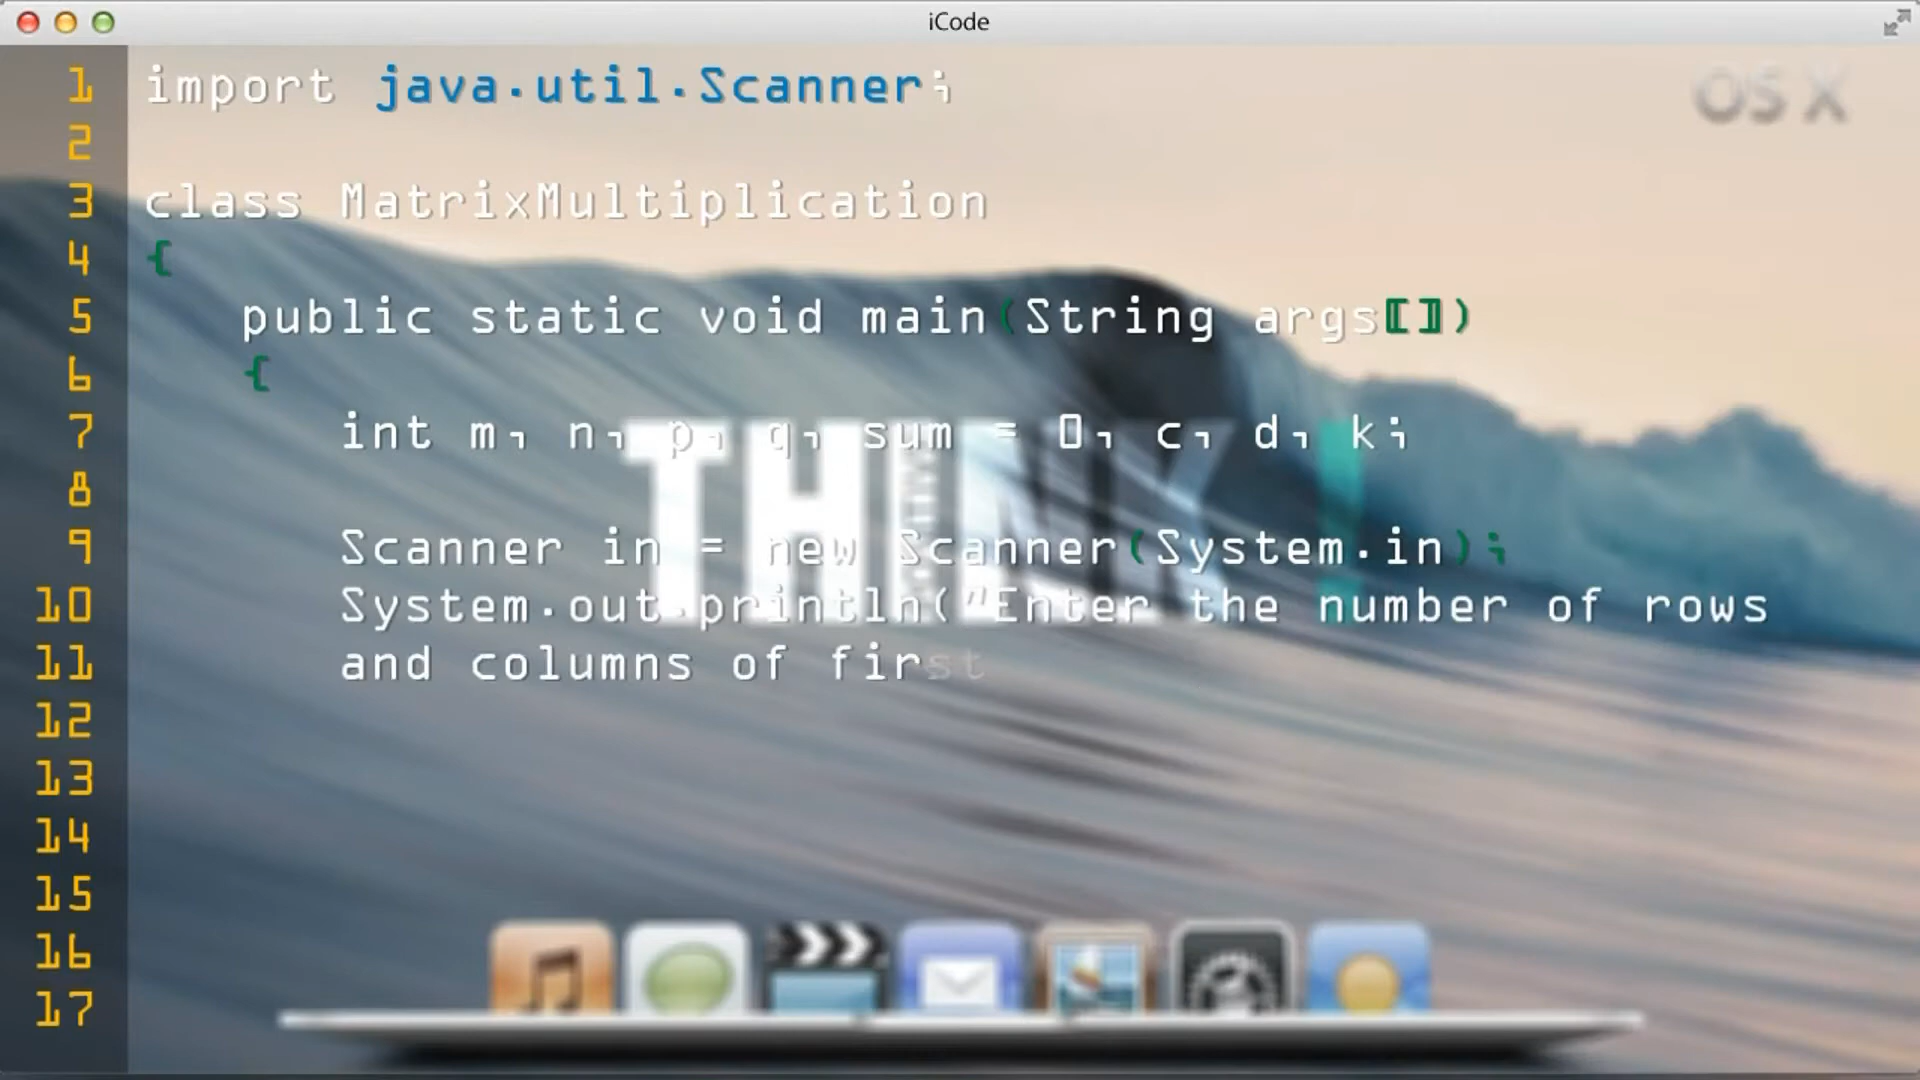 iCode
OS X
1 import java.util.Scanner;
2
3 class MatrixMultiplication
4 {
5 public static void main(String args[])
6 {
7 int m, n, p, q, sum = 0, c, d, k;
8
9 Scanner in = new Scanner(System.in);
10 System.out.println("Enter the number of rows
11 and columns of first
12
13
14
15
16
17
THINK